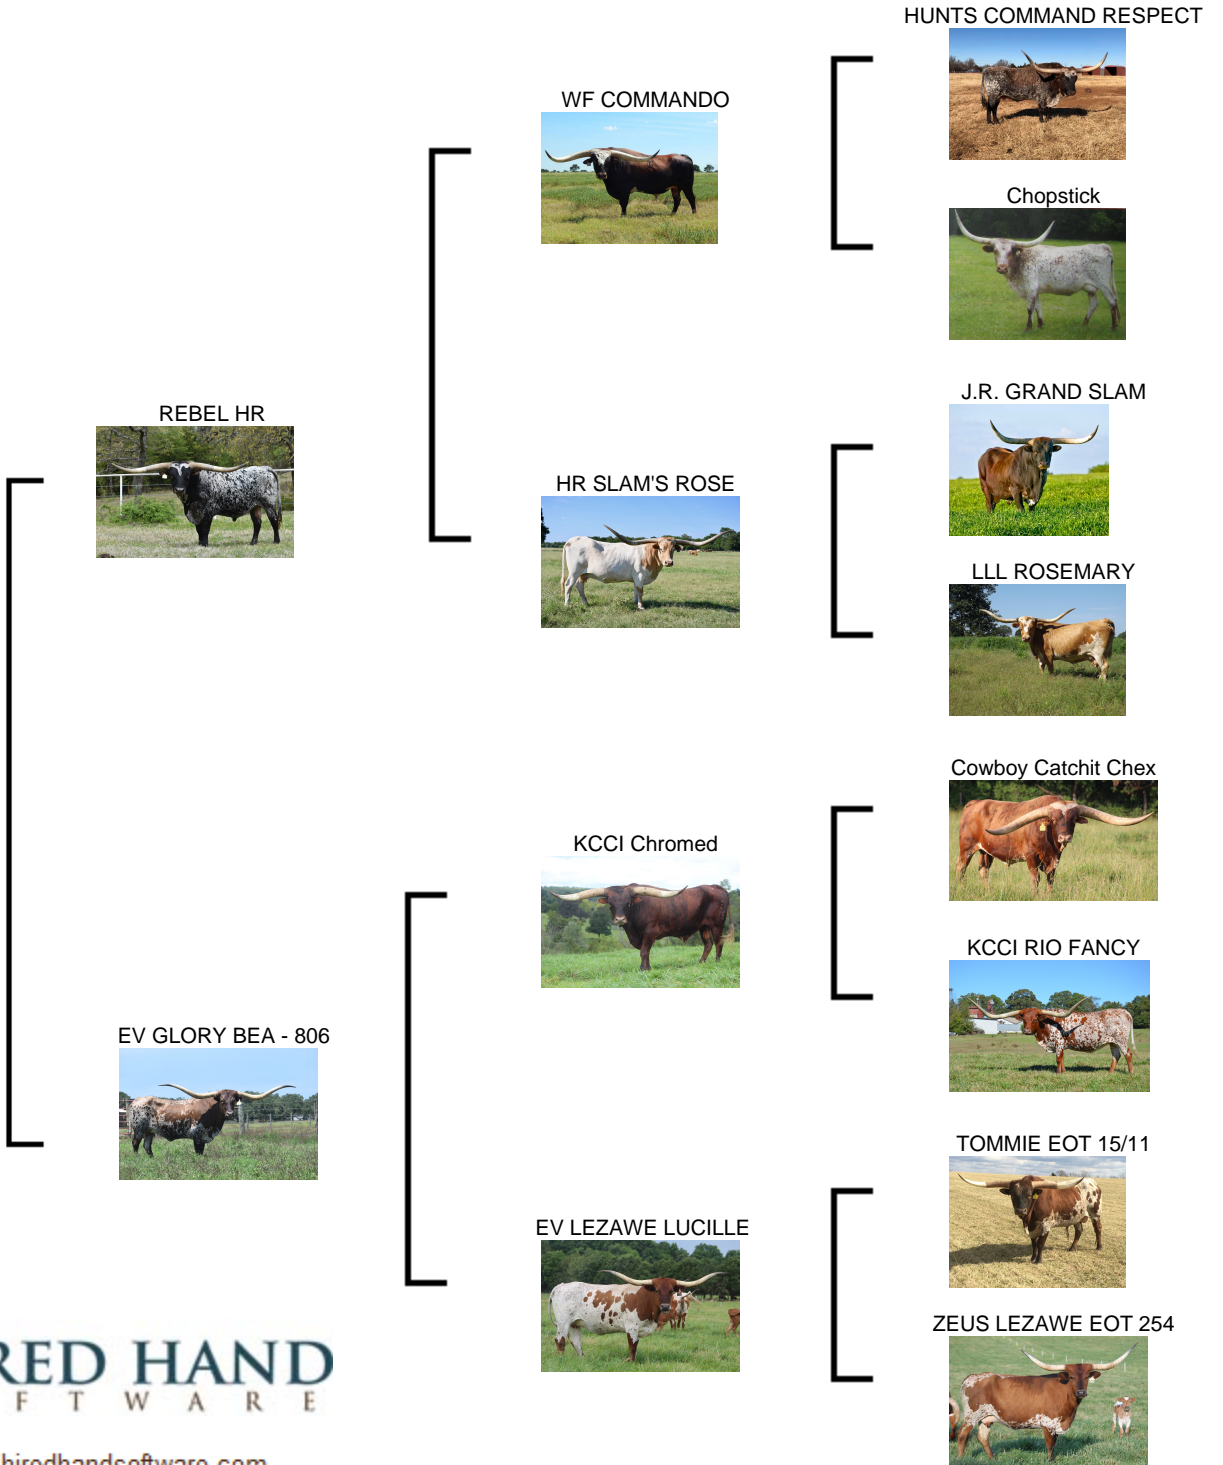 HUNTS COMMAND RESPECT
WF COMMANDO
Chopstick
REBEL HR
J.R. GRAND SLAM
HR SLAM'S ROSE
LLL ROSEMARY
Cowboy Catchit Chex
KCCI Chromed
KCCI RIO FANCY
EV GLORY BEA - 806
TOMMIE EOT 15/11
EV LEZAWE LUCILLE
ZEUS LEZAWE EOT 254
RED HAND
F T W A R E
hiredhandsoftware.com